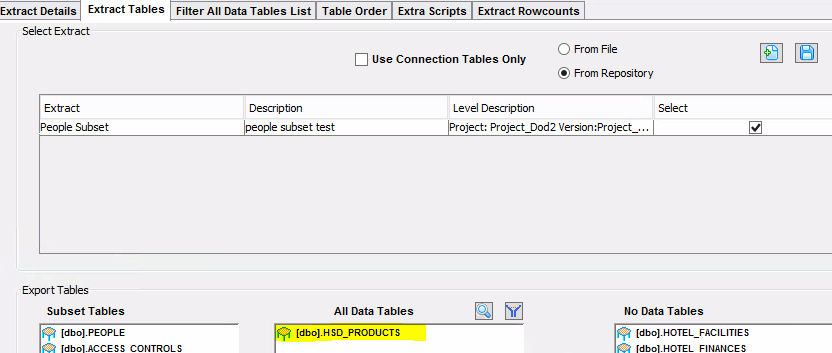 Extract Details Extract Tables Filter All Data Tables List Table Order Extra Scripts Extract Rowcounts
Select Extract
Use Connection Tables Only
From File
From Repository
Extract Description Level Description Select
People Subset people subset test Project: Project_Dod2 Version:Project_...
Export Tables
Subset Tables All Data Tables No Data Tables
[dbo].PEOPLE [dbo].HSD_PRODUCTS [dbo].HOTEL_FACILITIES
[dbo].ACCESS_CONTROLS [dbo].HOTEL_FINANCES